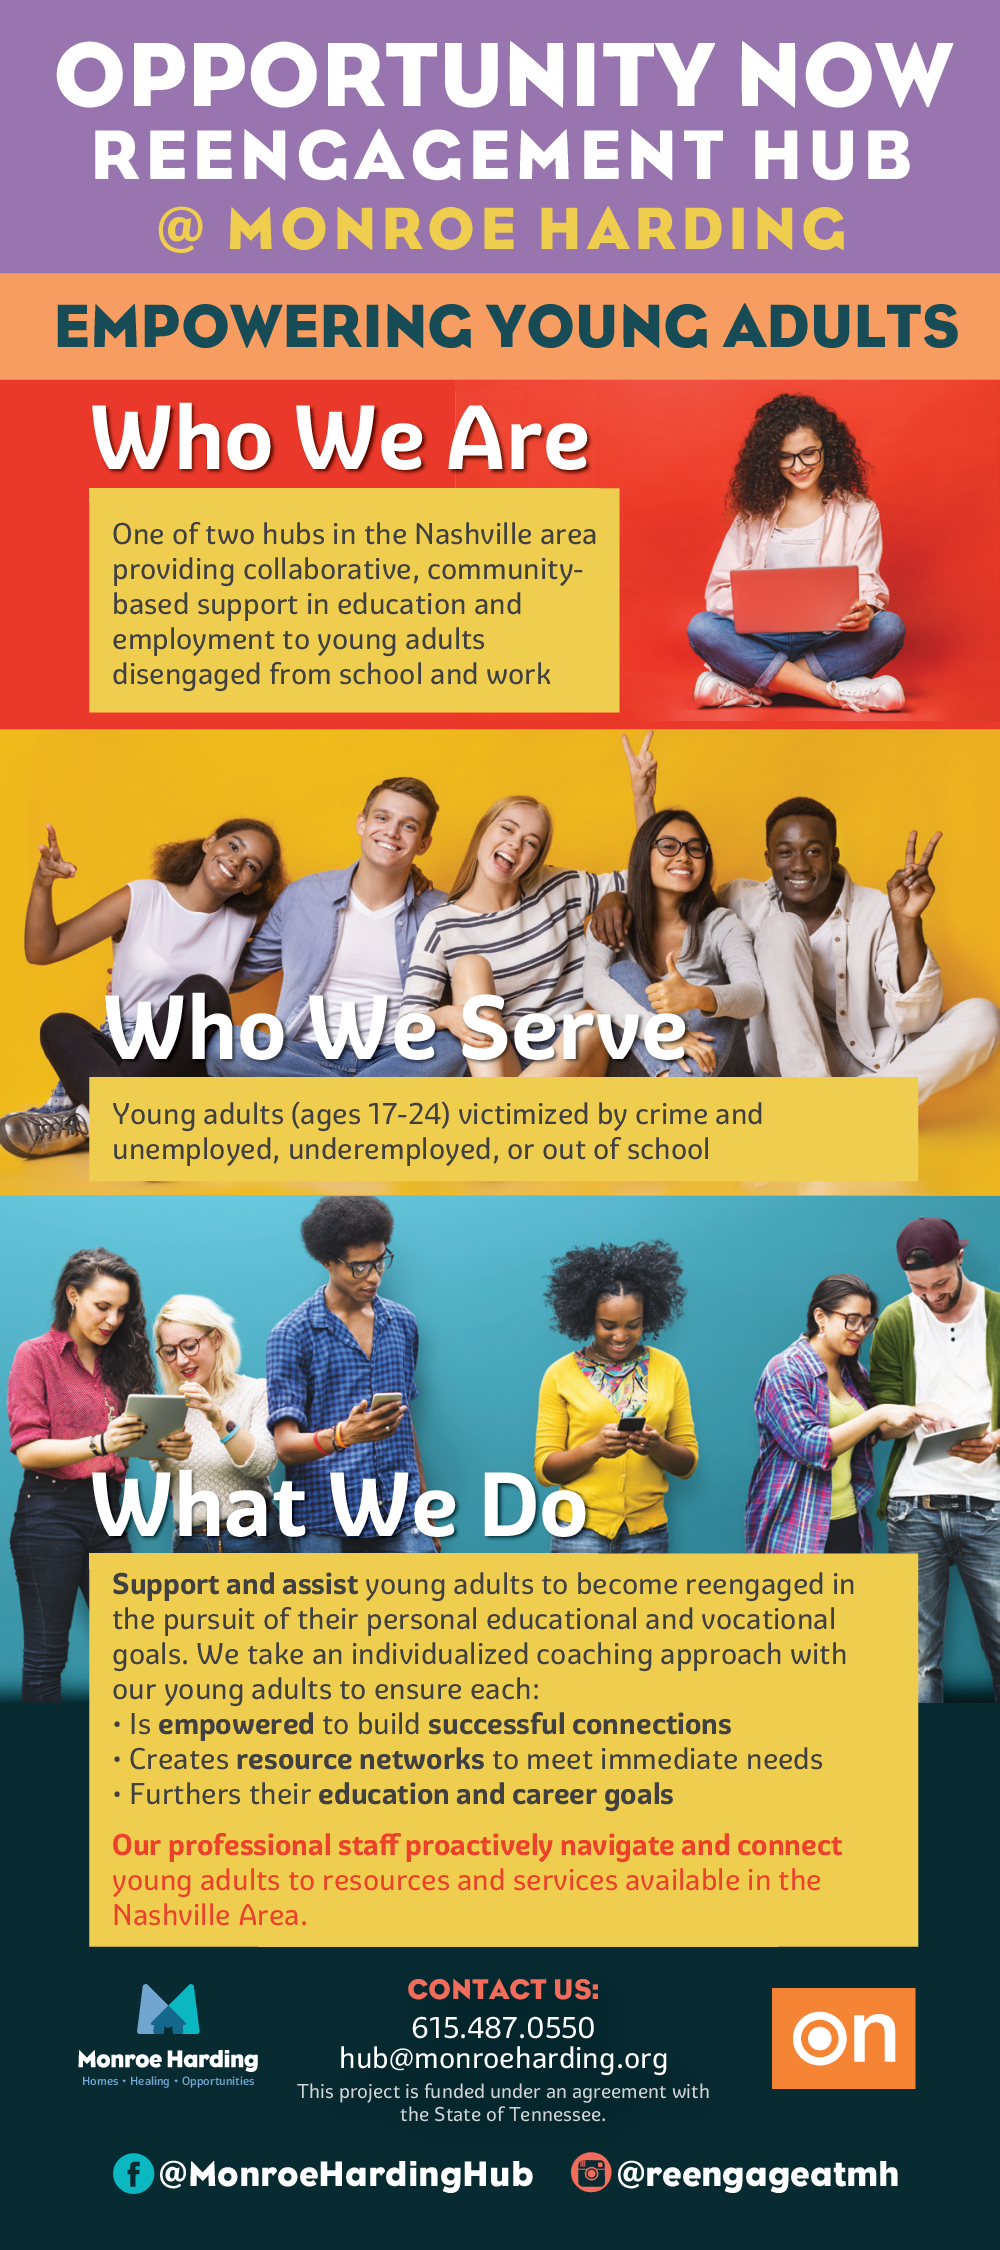 OPPORTUNITY NOW
REENGAGEMENT HUB
@ MONROE HARDING
EMPOWERING YOUNG ADULTS
Who We Are
One of two hubs in the Nashville area
providing collaborative, community-
based support in education and
employment to young adults
disengaged from school and work
Who We Serve
Young adults (ages 17-24) victimized by crime and
unemployed, underemployed, or out of school
What We Do
Support and assist young adults to become reengaged in
the pursuit of their personal educational and vocational
goals. We take an individualized coaching approach with
our young adults to ensure each:
• Is empowered to build successful connections
• Creates resource networks to meet immediate needs
• Furthers their education and career goals
Our professional staff proactively navigate and connect
young adults to resources and services available in the
Nashville Area.
Monroe Harding
Homes • Healing • Opportunities
CONTACT US:
615.487.0550
hub@monroeharding.org
This project is funded under an agreement with
the State of Tennessee.
on
@MonroeHardingHub
@reengageatmh